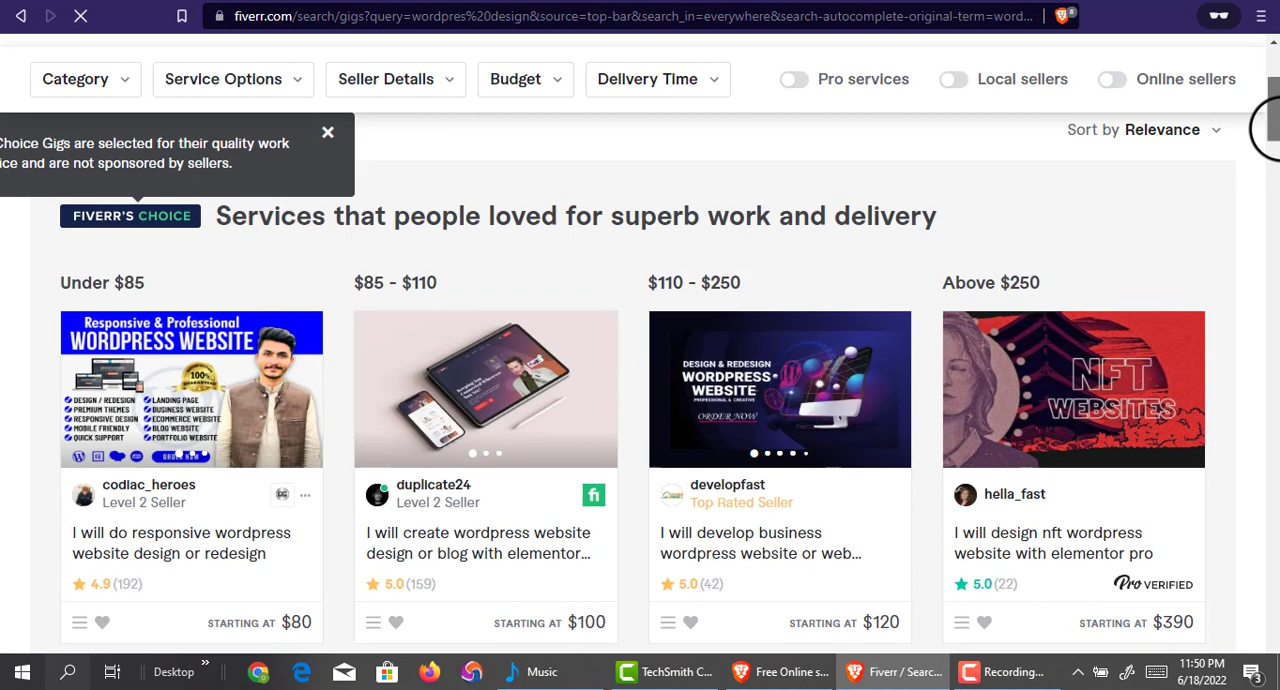 fiverr.com/search/gigs?query=wordpres%20design&source=top-bar&search_in=everywhere&search-autocomplete-original-term=word...
8
Category
Service Options
Seller Details
Budget
Delivery Time
Pro services
Local sellers
Online sellers
Choice Gigs are selected for their quality work
ice and are not sponsored by sellers.
Sort by Relevance
FIVERR'S CHOICE
Services that people loved for superb work and delivery
Under $85
$85 - $110
$110 - $250
Above $250
Responsive & Professional
WORDPRESS WEBSITE
100%
DESIGN / REDESIGN
PREMIUM THEMES
RESPONSIVE DESIGN
MOBILE FRIENDLY
QUICK SUPPORT
LANDING PAGE
BUSINESS WEBSITE
ECOMMERCE WEBSITE
BLOG WEBSITE
PORTFOLIO WEBSITE
DESIGN & REDESIGN
WORDPRESS
WEBSITE
PROFESSIONAL & CREATIVE
ORDER NOW
NFT
WEBSITES
codiac_heroes
Level 2 Seller
duplicate24
Level 2 Seller
fi
developfast
Top Rated Seller
hella_fast
I will do responsive wordpress
website design or redesign
I will create wordpress website
design or blog with elementor...
I will develop business
wordpress website or web...
I will design nft wordpress
website with elementor pro
4.9 (192)
5.0 (159)
5.0 (42)
5.0 (22)
Pro VERIFIED
STARTING AT $80
STARTING AT $100
STARTING AT $120
STARTING AT $390
Desktop
Music
TechSmith C...
Free Online s...
Fiverr / Searc...
Recording...
11:50 PM
6/18/2022
3